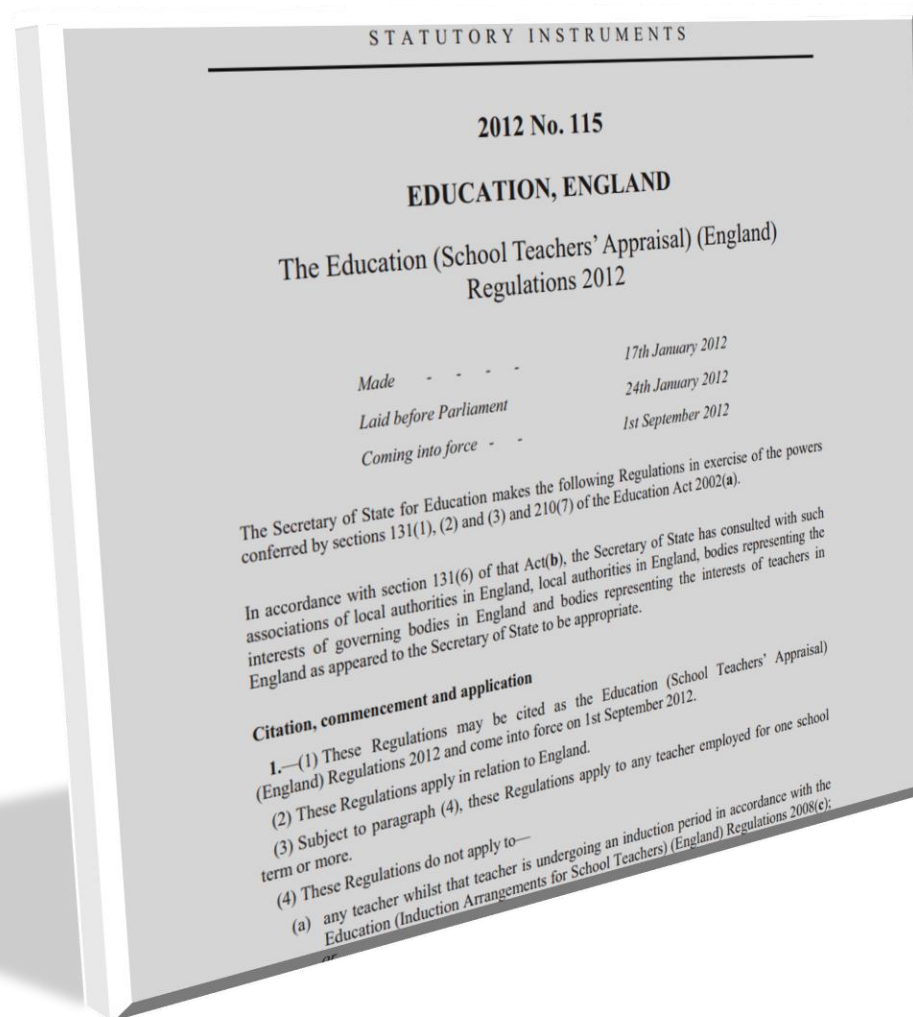 STATUTORY INSTRUMENTS
2012 No. 115
EDUCATION, ENGLAND
The Education (School Teachers’ Appraisal) (England)
Regulations 2012
Made - - - - 17th January 2012
Laid before Parliament 24th January 2012
Coming into force - - 1st September 2012
The Secretary of State for Education makes the following Regulations in exercise of the powers
conferred by sections 131(1), (2) and (3) and 210(7) of the Education Act 2002(a).
In accordance with section 131(6) of that Act(b), the Secretary of State has consulted with such
associations of local authorities in England, local authorities in England, bodies representing the
interests of governing bodies in England and bodies representing the interests of teachers in
England as appeared to the Secretary of State to be appropriate.
Citation, commencement and application
1.—(1) These Regulations may be cited as the Education (School Teachers’ Appraisal)
(England) Regulations 2012 and come into force on 1st September 2012.
(2) These Regulations apply in relation to England.
(3) Subject to paragraph (4), these Regulations apply to any teacher employed for one school
term or more.
(4) These Regulations do not apply to—
(a) any teacher whilst that teacher is undergoing an induction period in accordance with the
Education (Induction Arrangements for School Teachers) (England) Regulations 2008(c);
or